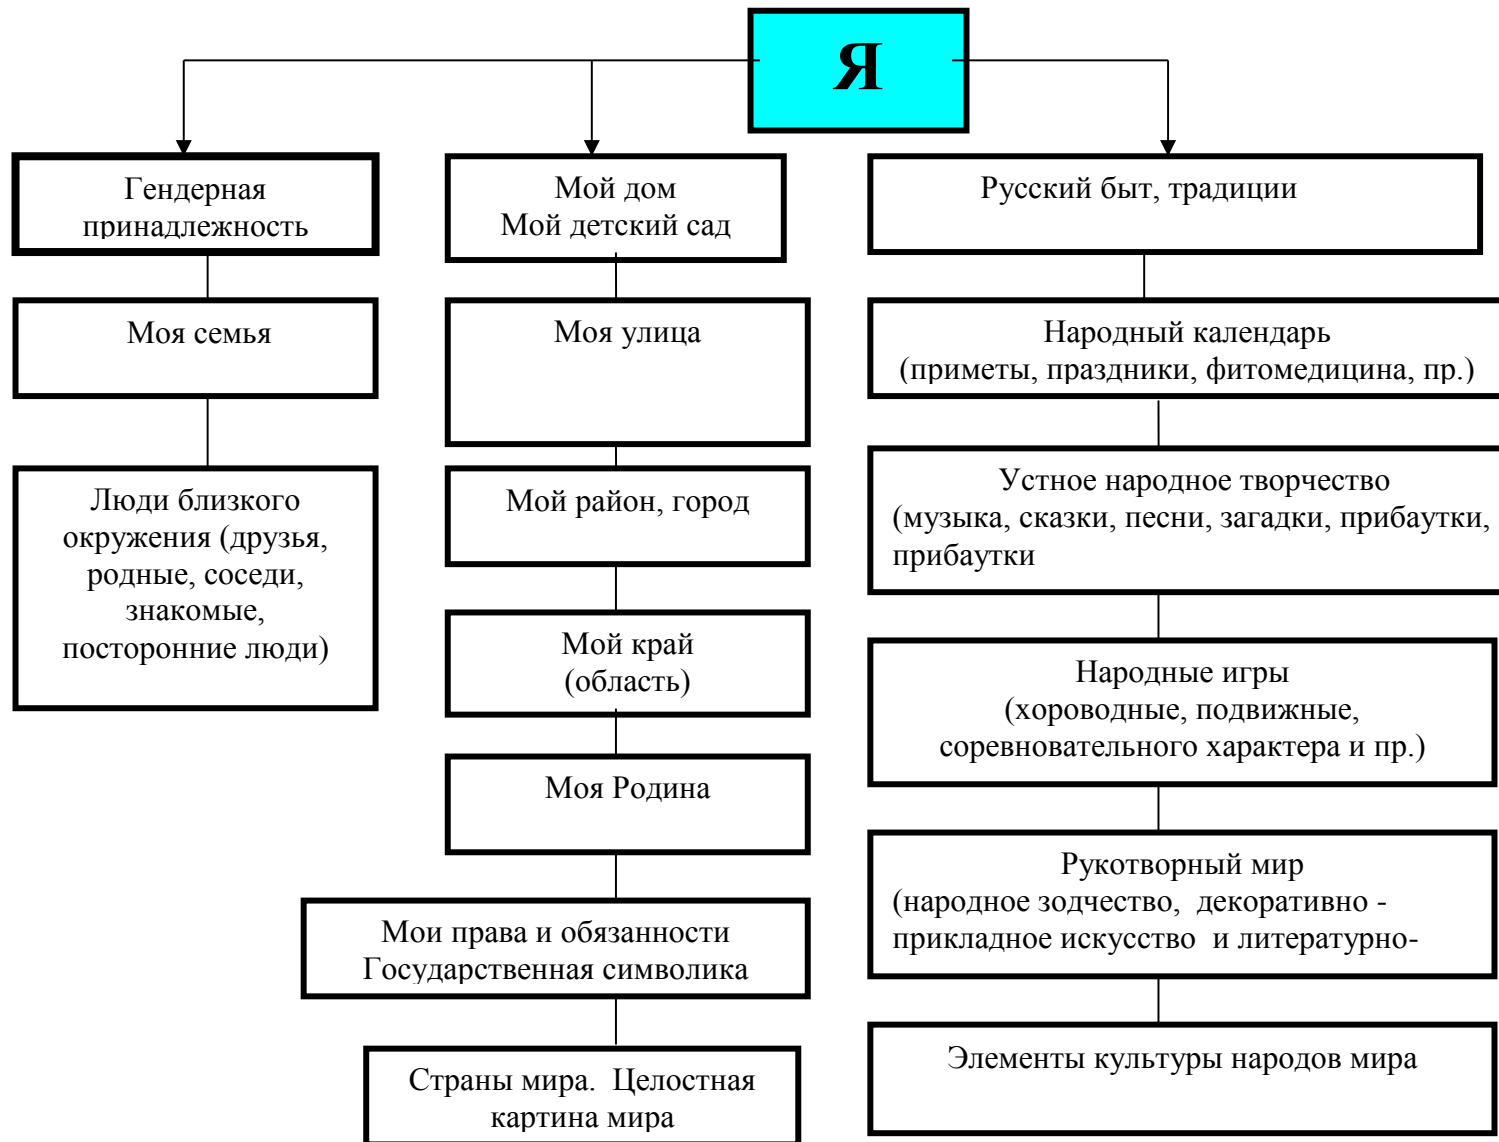 Я
Гендерная
принадлежность
Моя семья
Люди близкого
окружения (друзья,
родные, соседи,
знакомые,
посторонние люди)
Мой дом
Мой детский сад
Моя улица
Мой район, город
Мой край
(область)
Моя Родина
Мои права и обязанности
Государственная символика
Страны мира. Целостная
картина мира
Русский быт, традиции
Народный календарь
(приметы, праздники, фитомедицина, пр.)
Устное народное творчество
(музыка, сказки, песни, загадки, прибаутки,
прибаутки
Народные игры
(хороводные, подвижные,
соревновательного характера и пр.)
Рукотворный мир
(народное зодчество, декоративно -
прикладное искусство и литературно-
Элементы культуры народов мира